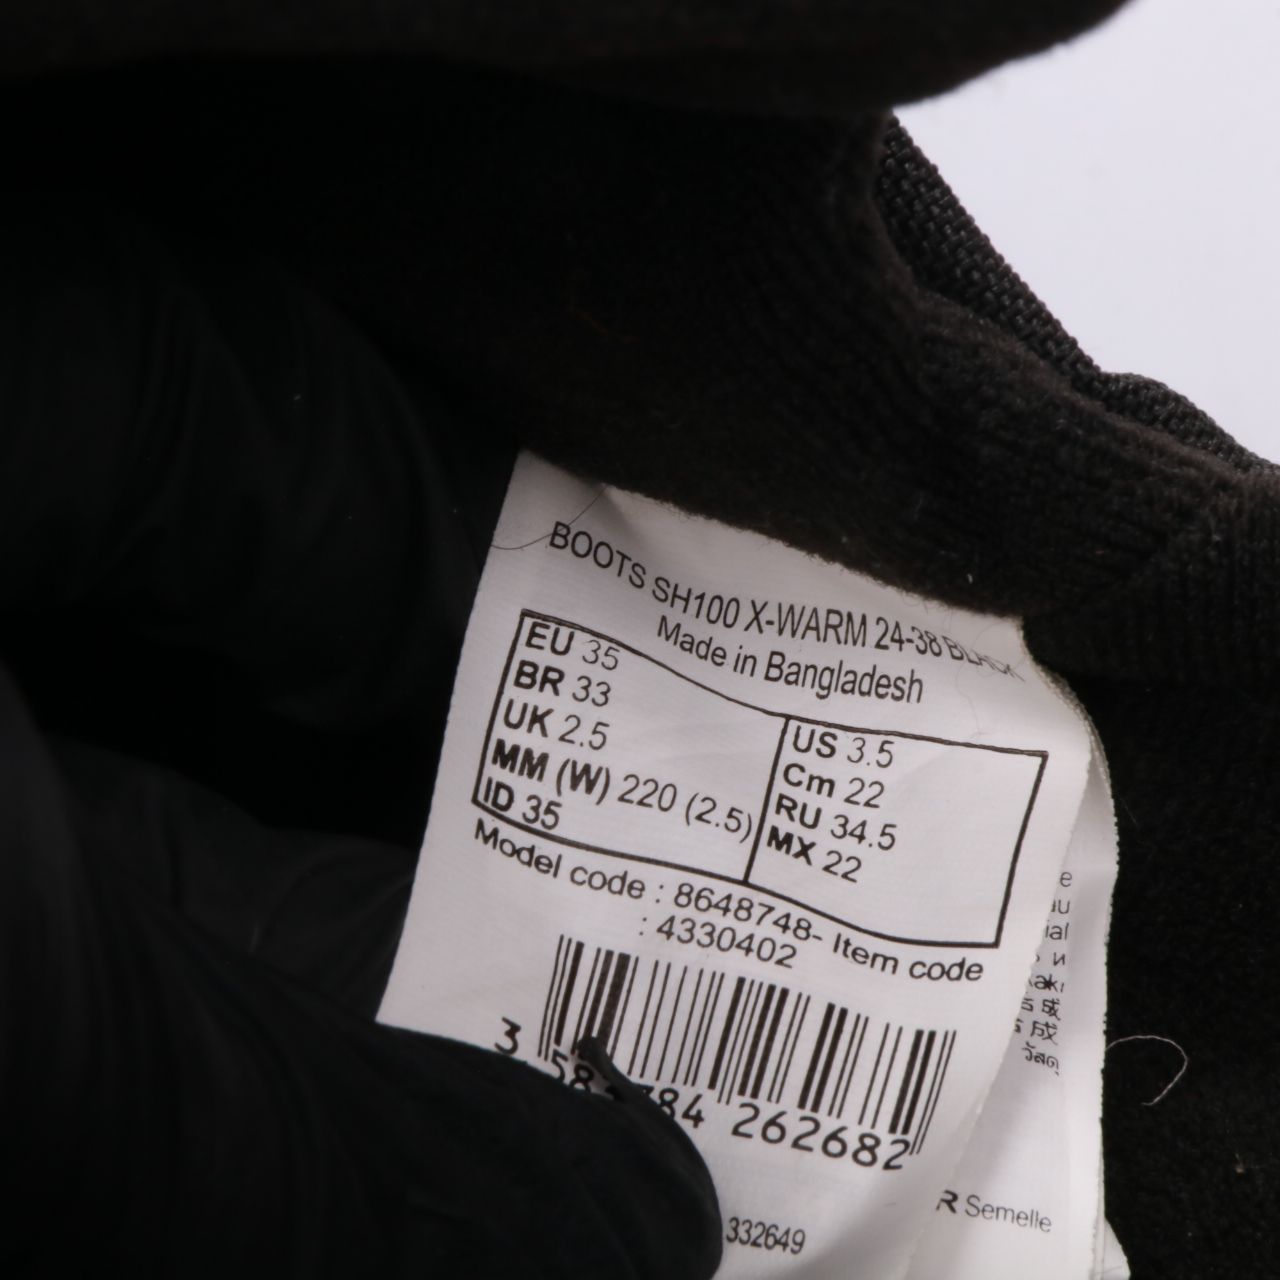 BOOTS SH100 X-WARM 24-38 BLACK
Made in Bangladesh
EU 35
BR 33
UK 2.5
MM (W) 220 (2.5)
ID 35
US 3.5
Cm 22
RU 34.5
MX 22
Model code : 8648748- Item code
: 4330402
3 262682
332649
R Semelle